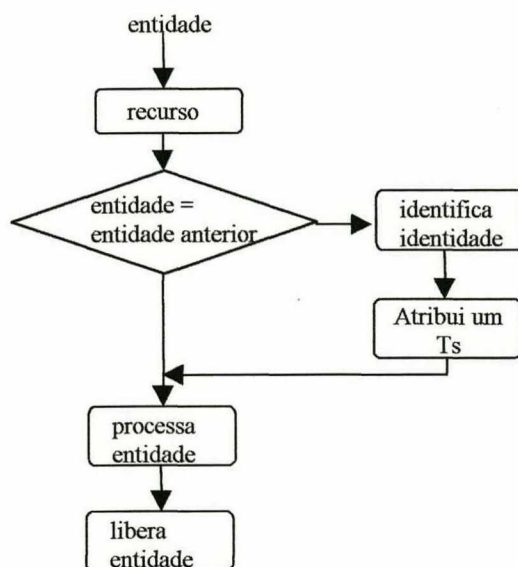 entidade
recurso
entidade =
entidade anterior
identifica
identidade
Atribui um
Ts
processa
entidade
libera
entidade